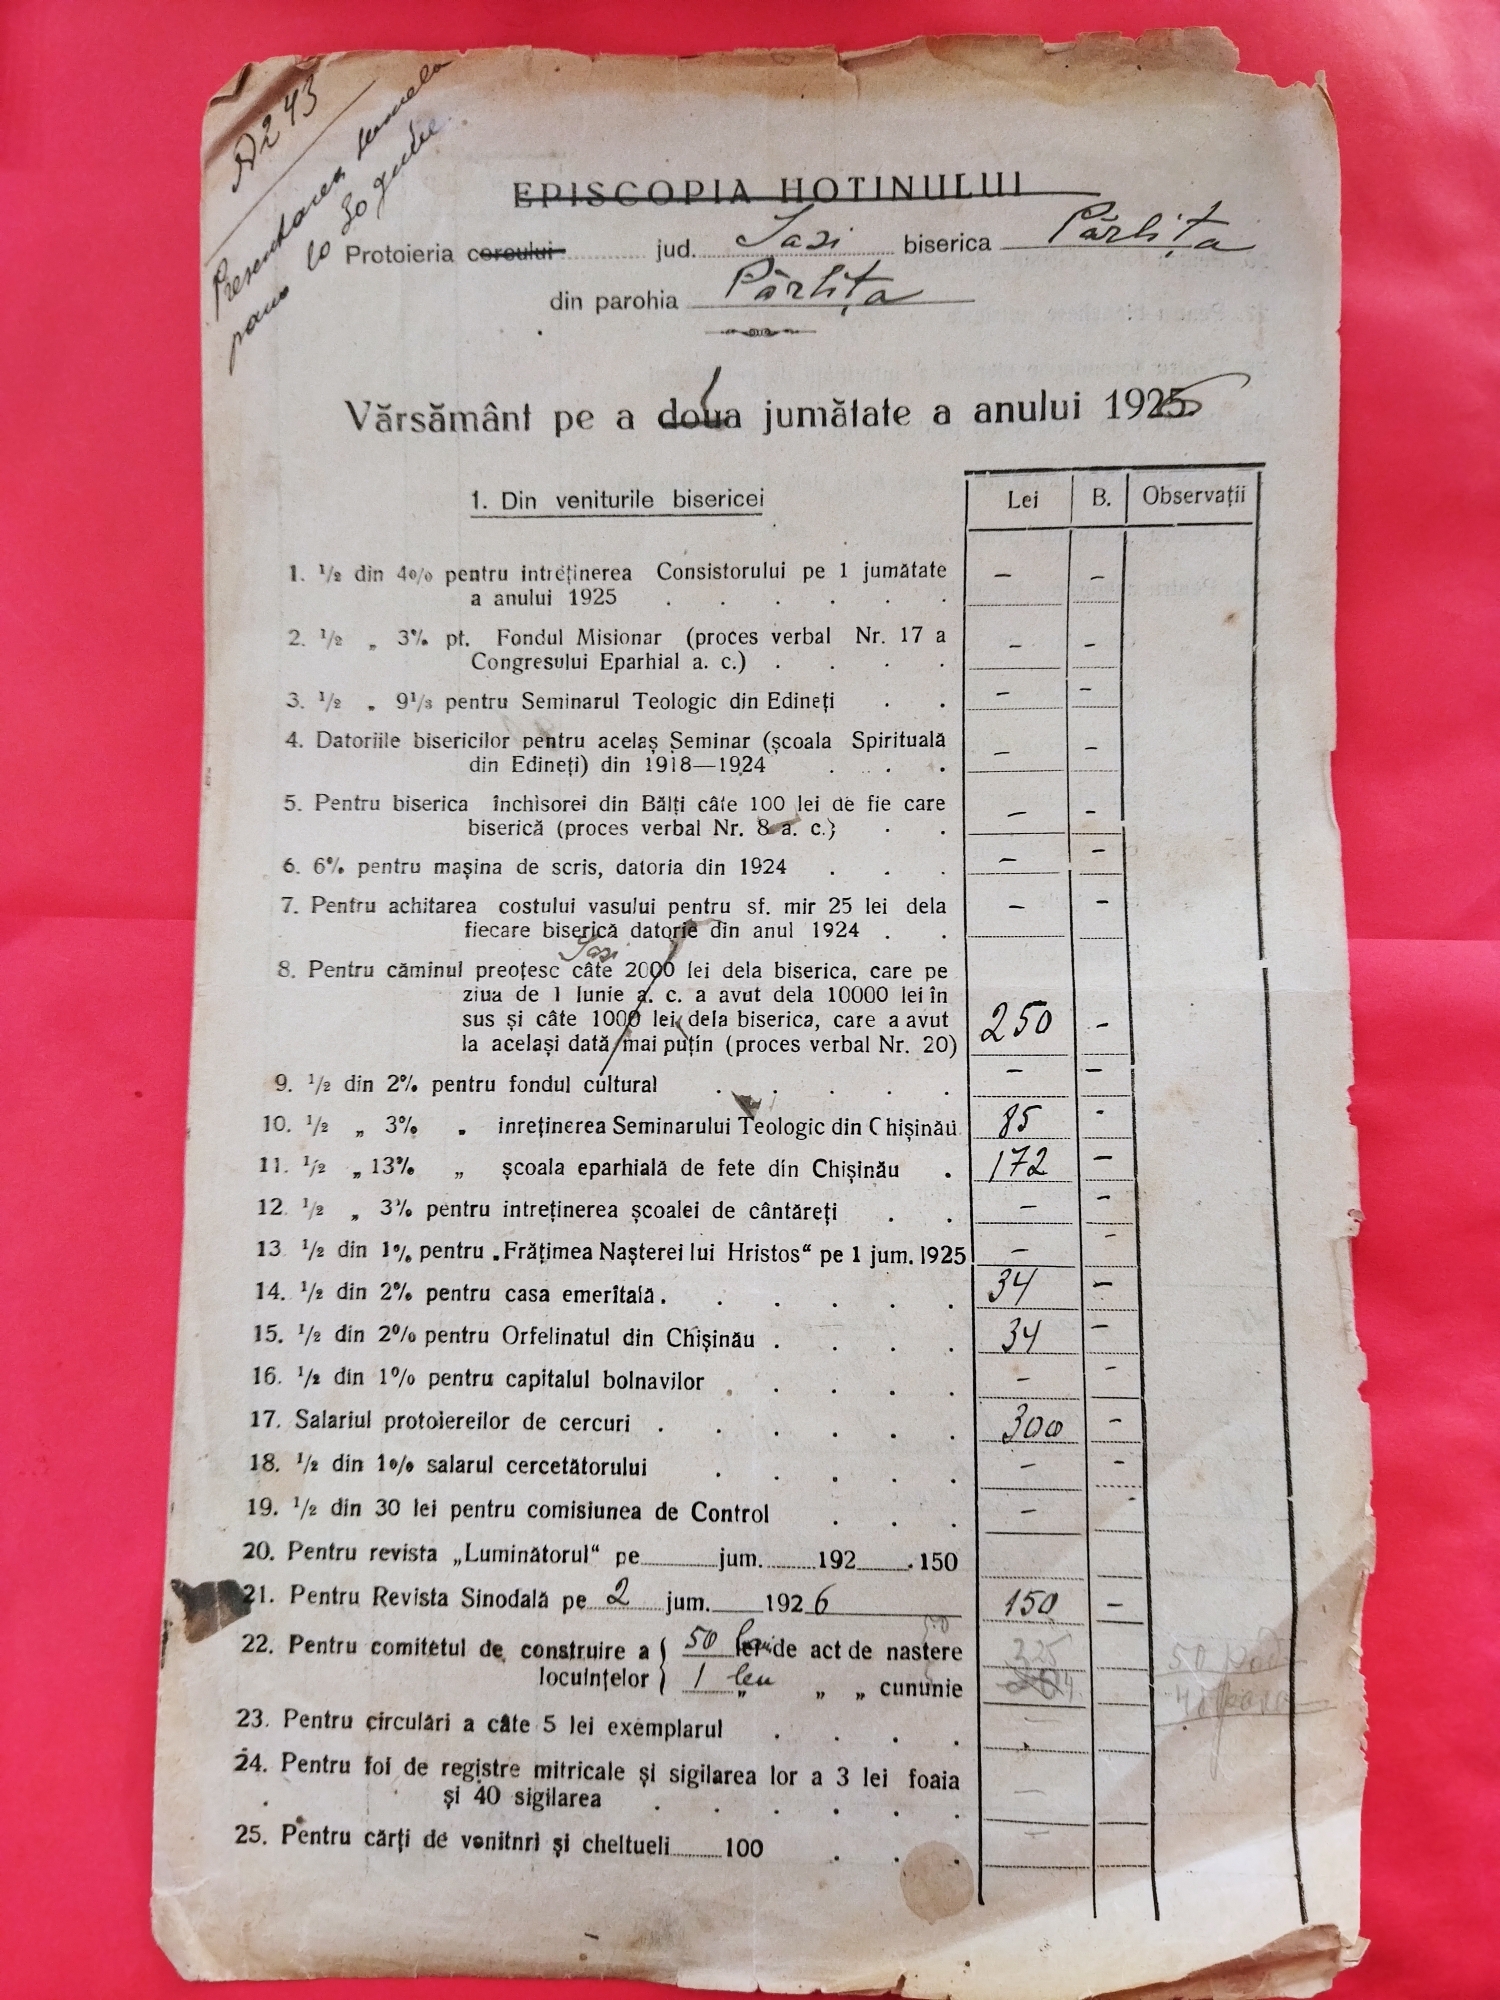 № 243
EPISCOPIA HOTINULUI
Protoieria cercului jud. Iași biserica Pârlița
din parohia Pârlița
Vărsământ pe a doua jumătate a anului 1925
1. Din veniturile bisericei
Lei B. Observații
1. ½ din 4% pentru intreținerea Consistorului pe 1 jumătate — —
a anului 1925
2. ½ „ 3% pt. Fondul Misionar (proces verbal Nr. 17 a — —
Congresului Eparhial a. c.)
3. ½ „ 9⅓ pentru Seminarul Teologic din Edineți — —
4. Datoriile bisericilor pentru acelaș Seminar (școala Spirituală — —
din Edineți) din 1918—1924
5. Pentru biserica închisorei din Bălți câte 100 lei de fie care — —
biserică (proces verbal Nr. 8 a. c.)
6. 6% pentru mașina de scris, datoria din 1924 — —
7. Pentru achitarea costului vasului pentru sf. mir 25 lei dela — —
fiecare biserică datorie din anul 1924
8. Pentru căminul preoțesc câte 2000 lei dela biserica, care pe
ziua de 1 Iunie a. c. a avut dela 10000 lei în
sus și câte 1000 lei dela biserica, care a avut 250 —
la același dată mai puțin (proces verbal Nr. 20)
9. ½ din 2% pentru fondul cultural — —
10. ½ „ 3% „ inreținerea Seminarului Teologic din Chișinău 85 -
11. ½ „ 13% „ școala eparhială de fete din Chișinău 172 —
12. ½ „ 3% pentru intreținerea școalei de cântăreți — —
13. ½ din 1% pentru „Frățimea Nașterei lui Hristos“ pe 1 jum. 1925 — -
14. ½ din 2% pentru casa emeritală. 34 —
15. ½ din 2% pentru Orfelinatul din Chișinău 34 —
16. ½ din 1% pentru capitalul bolnavilor — -
17. Salariul protoiereilor de cercuri 300 —
18. ½ din 1% salarul cercetătorului — -
19. ½ din 30 lei pentru comisiunea de Control — -
20. Pentru revista „Luminătorul“ pe jum. 192 150
21. Pentru Revista Sinodală pe 2 jum. 1926 150 —
22. Pentru comitetul de construire a { 50 bani de act de nastere 325
locuințelor { 1 leu „ „ cununie
23. Pentru circulări a câte 5 lei exemplarul —
24. Pentru foi de registre mitricale și sigilarea lor a 3 lei foaia —
și 40 sigilarea
25. Pentru cărți de venitnri și cheltueli 100 —